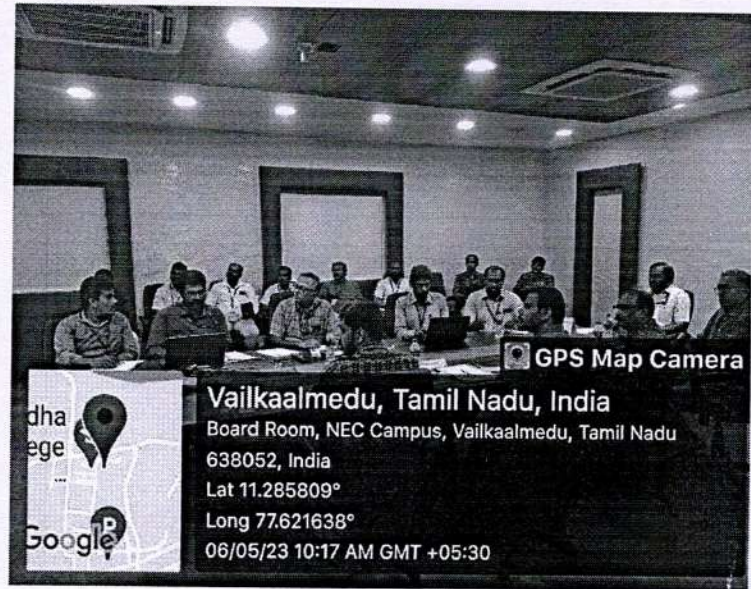 GPS Map Camera
Vailkaalmedu, Tamil Nadu, India
Board Room, NEC Campus, Vailkaalmedu, Tamil Nadu
638052, India
Lat 11.285809°
Long 77.621638°
06/05/23 10:17 AM GMT +05:30
dha
ege
...
P
Google